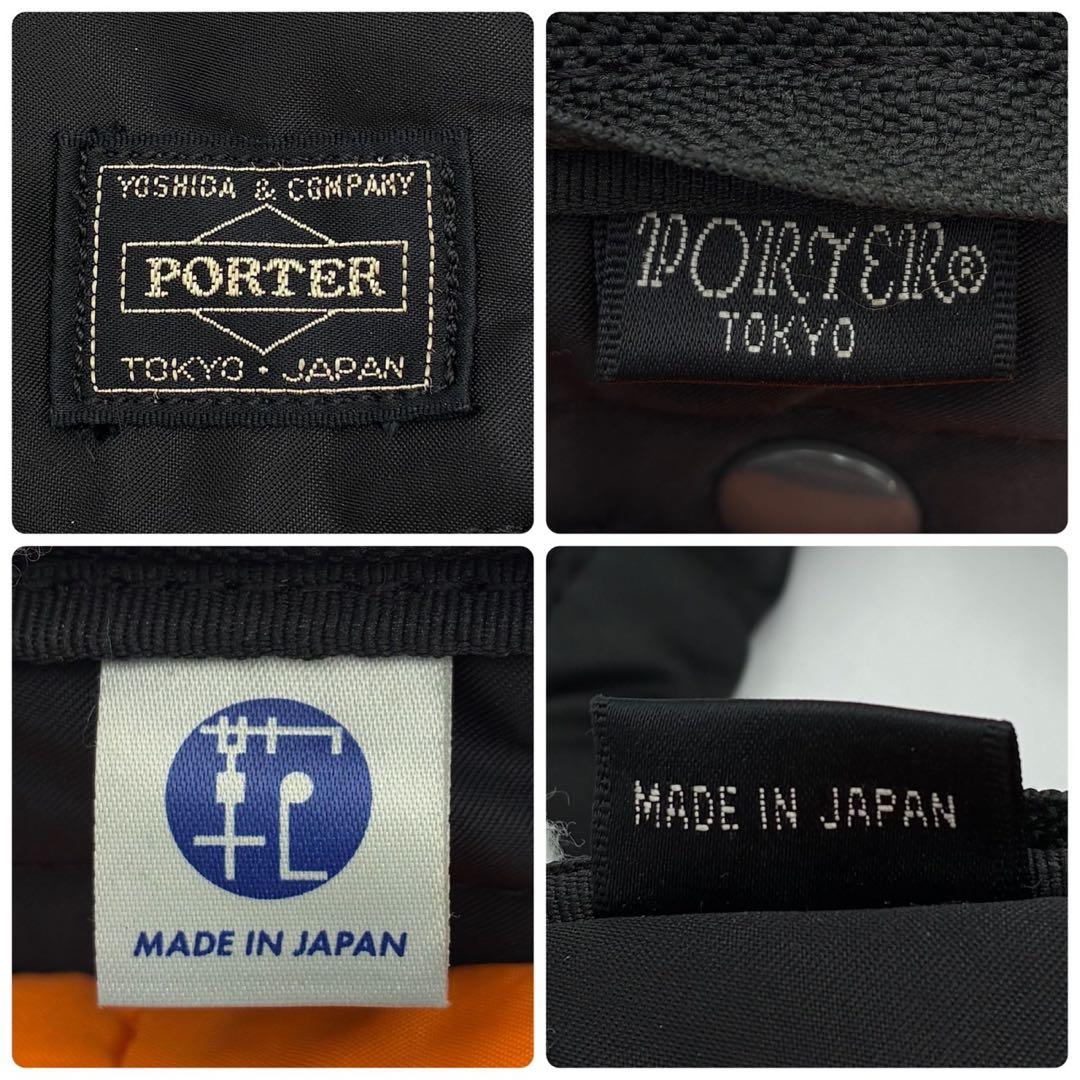 YOSHIDA & COMPANY
PORTER
TOKYO・JAPAN
PORTER®
TOKYO
MADE IN JAPAN
MADE IN JAPAN